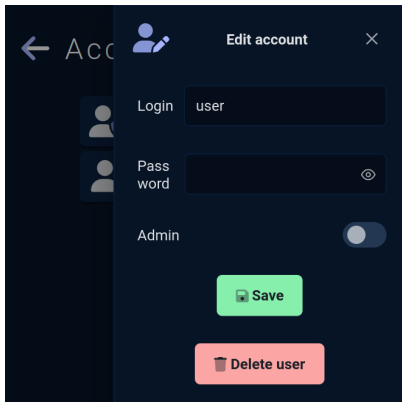 Acc
Edit account
Login
user
Pass
word
Admin
Save
Delete user